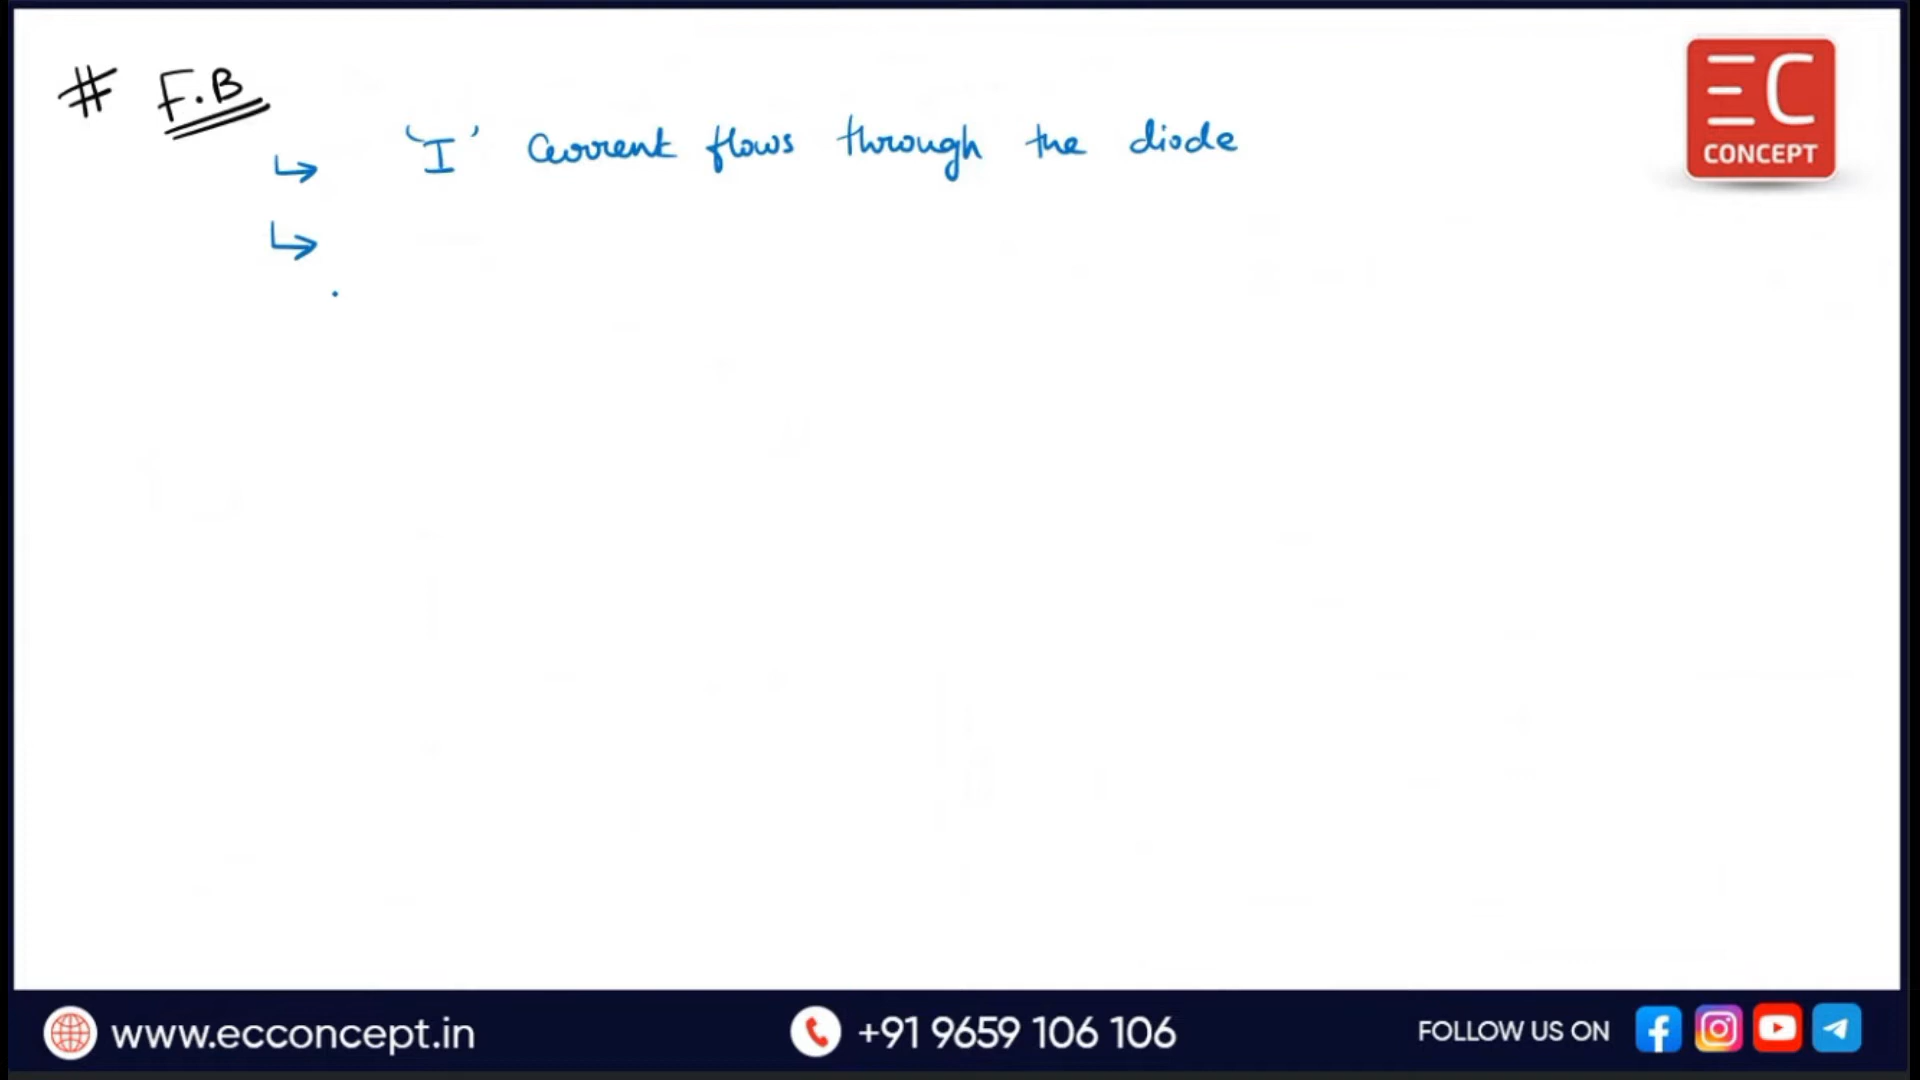 # F.B
↳ 'I' current flows through the diode
↳
EC
CONCEPT
www.ecconcept.in
+91 9659 106 106
FOLLOW US ON